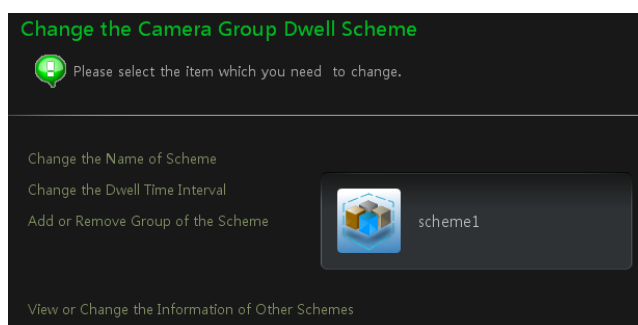 Change the Camera Group Dwell Scheme
Please select the item which you need to change.
Change the Name of Scheme
Change the Dwell Time Interval
Add or Remove Group of the Scheme
scheme1
View or Change the Information of Other Schemes